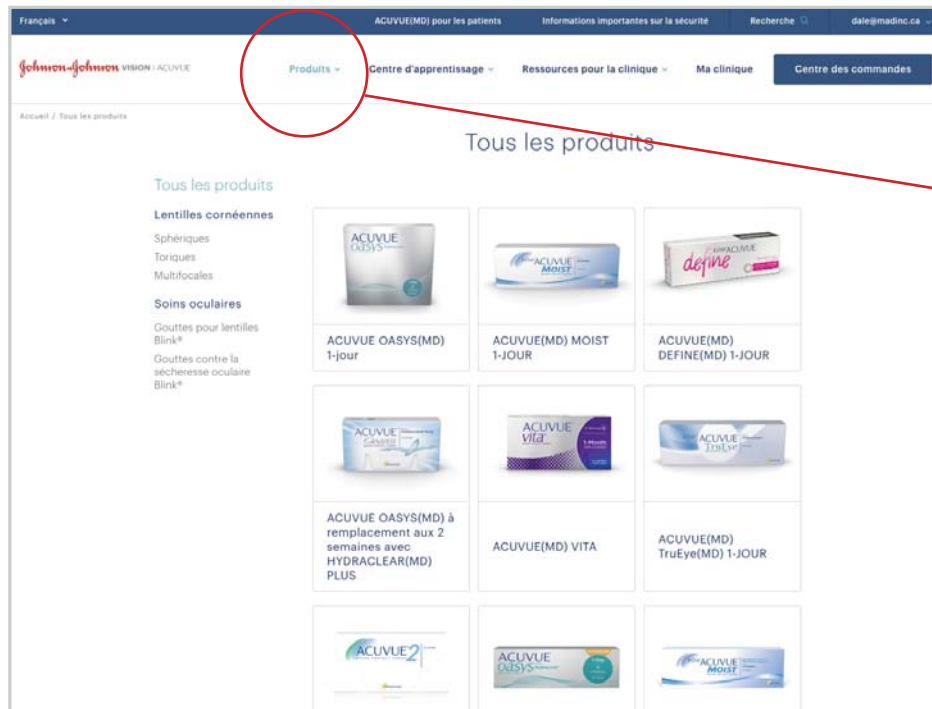 Français
ACUVUE(MD) pour les patients
Informations importantes sur la sécurité
Recherche
dale@madinc.ca
Johnson-Johnson VISION | ACUVUE
Produits
Centre d'apprentissage
Ressources pour la clinique
Ma clinique
Centre des commandes
Accueil / Tous les produits
Tous les produits
Tous les produits
Lentilles cornéennes
Sphériques
Toriques
Multifocales
Soins oculaires
Gouttes pour lentilles
Blink®
Gouttes contre la
sécheresse oculaire
Blink®
ACUVUE
OASYS
ACUVUE
MOIST
ACUVUE
define
ACUVUE OASYS(MD)
1-jour
ACUVUE(MD) MOIST
1-JOUR
ACUVUE(MD)
DEFINE(MD) 1-JOUR
ACUVUE
OASYS
ACUVUE
VITA
1-Month
ACUVUE
TruEye
ACUVUE OASYS(MD) à
remplacement aux 2
semaines avec
HYDRACLEAR(MD)
PLUS
ACUVUE(MD) VITA
ACUVUE(MD)
TruEye(MD) 1-JOUR
ACUVUE 2
ACUVUE
OASYS
ACUVUE
MOIST